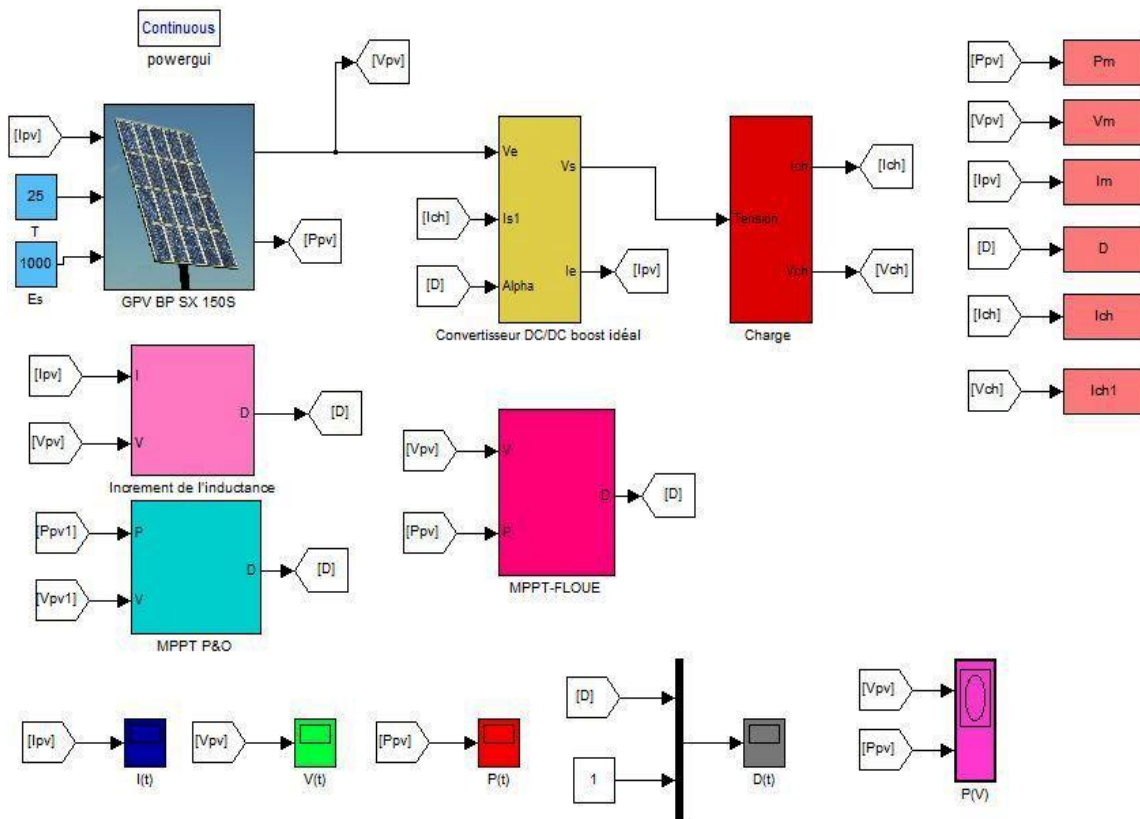 Continuous
powergui
[Vpv]
[Ipv]
25
T
1000
Es
[Ppv]
GPV BP SX 150S
Ve
Vs
[Ich]
Is1
[D]
Alpha
Ie
[Ipv]
Convertisseur DC/DC boost idéal
Ich
[Ich]
Tension
Vch
[Vch]
Charge
[Ppv]
Pm
[Vpv]
Vm
[Ipv]
Im
[D]
D
[Ich]
Ich
[Vch]
Ich1
[Ipv]
I
D
[D]
[Vpv]
V
Increment de l'inductance
[Ppv1]
P
D
[D]
[Vpv1]
V
MPPT P&O
[Vpv]
V
D
[D]
[Ppv]
P
MPPT-FLOUE
[Ipv]
I(t)
[Vpv]
V(t)
[Ppv]
P(t)
[D]
1
D(t)
[Vpv]
[Ppv]
P(V)